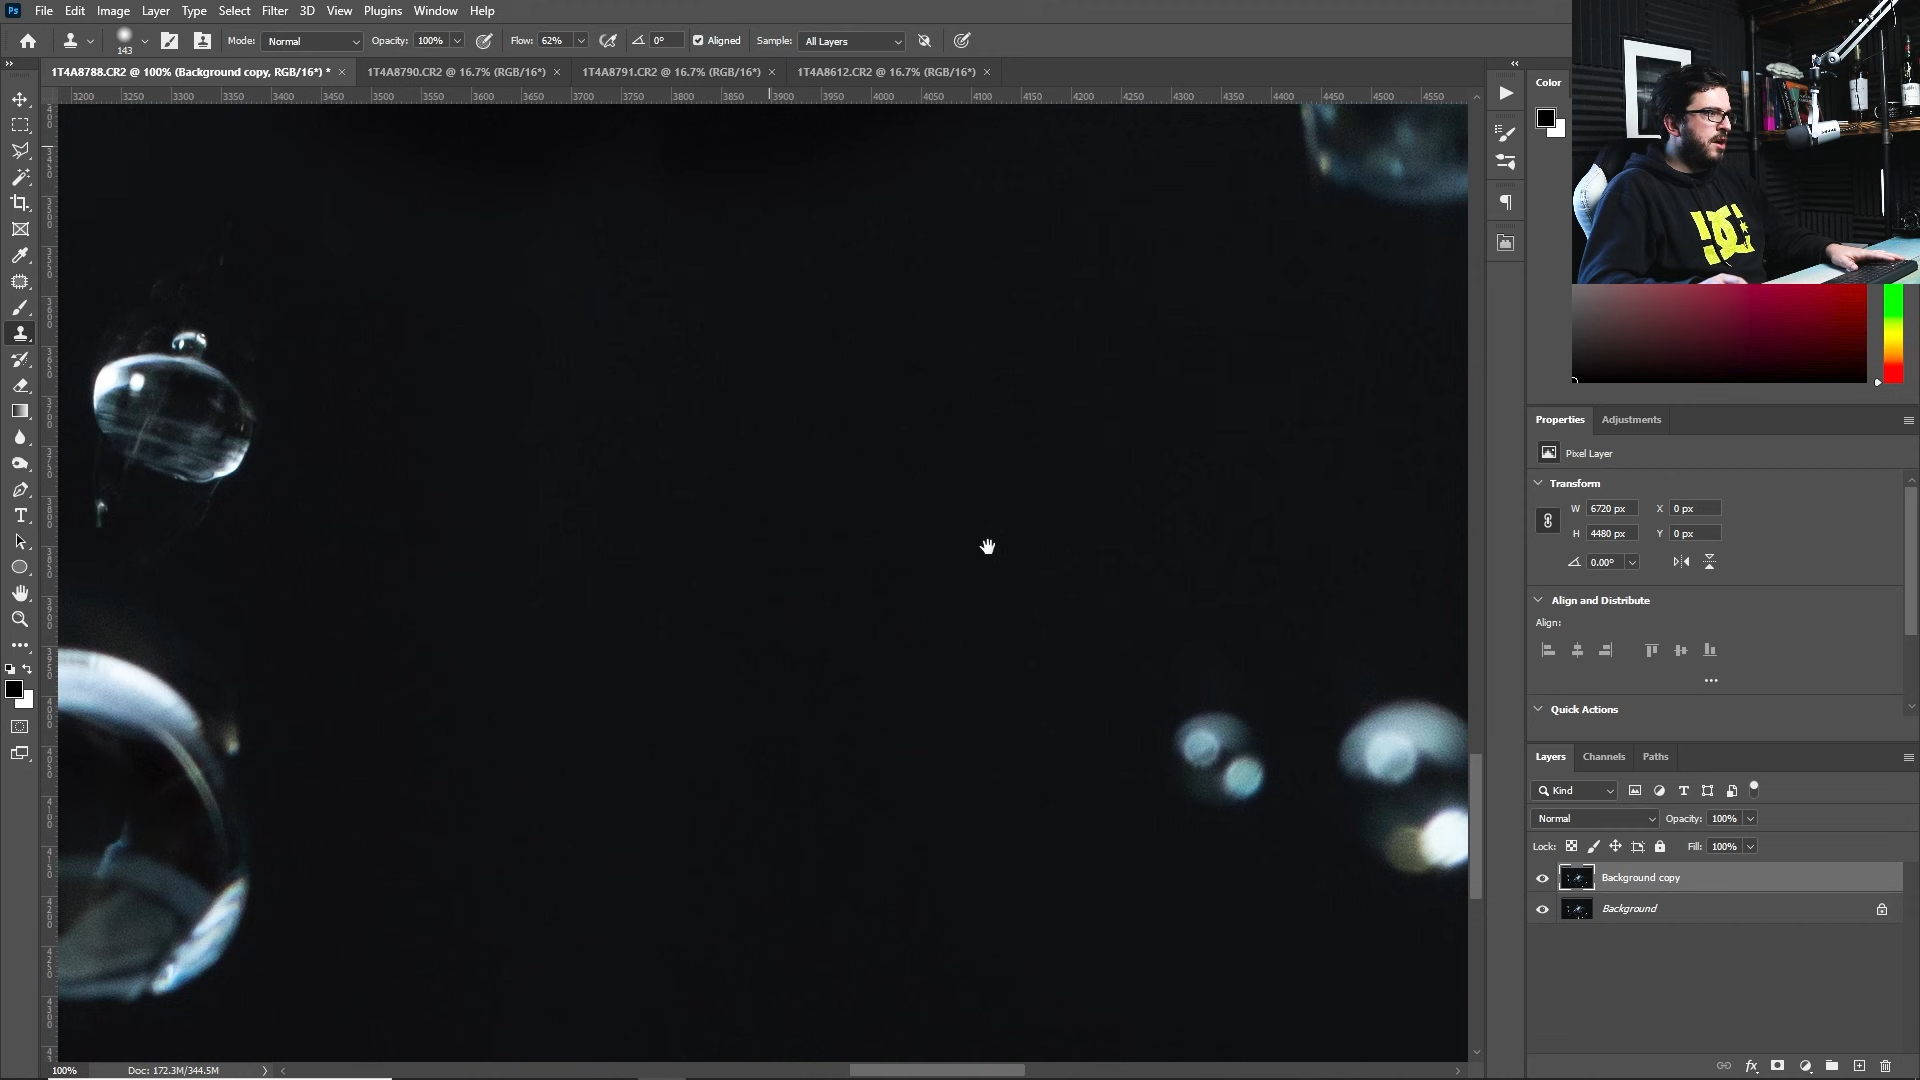 Ps File Edit Image Layer Type Select Filter 3D View Plugins Window Help
143 Mode: Normal Opacity: 100% Flow: 62% 0° Aligned Sample: All Layers
1T4A8788.CR2 @ 100% (Background copy, RGB/16*) * × 1T4A8790.CR2 @ 16.7% (RGB/16*) × 1T4A8791.CR2 @ 16.7% (RGB/16*) × 1T4A8612.CR2 @ 16.7% (RGB/16*) ×
3200 3250 3300 3350 3400 3450 3500 3550 3600 3650 3700 3750 3800 3850 3900 3950 4000 4050 4100 4150 4200 4250 4300 4350 4400 4450 4500 4550
Color
Properties Adjustments
Pixel Layer
Transform
W 6720 px X 0 px
H 4480 px Y 0 px
0.00°
Align and Distribute
Align:
Quick Actions
Layers Channels Paths
Kind
Normal Opacity: 100%
Lock: Fill: 100%
Background copy
Background
fx
100% Doc: 172.3M/344.5M